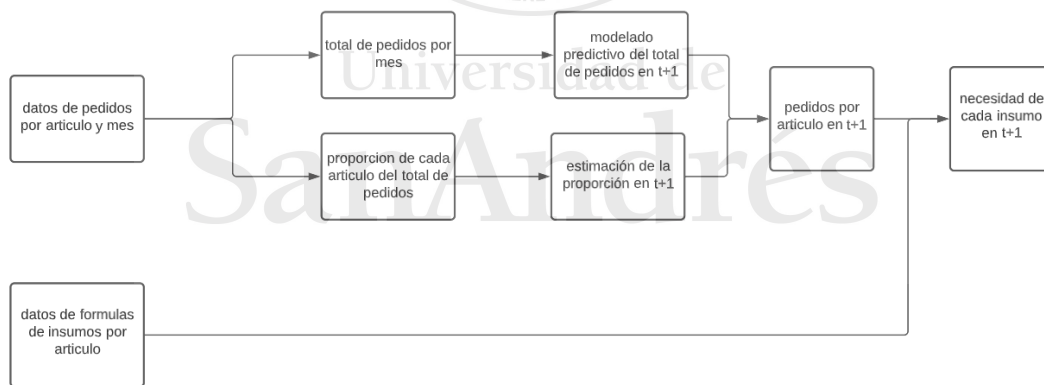 total de pedidos por
mes
modelado
predictivo del total
de pedidos en t+1
Universidad de
datos de pedidos
por articulo y mes
pedidos por
articulo en t+1
necesidad de
cada insumo
en t+1
proporcion de cada
articulo del total de
pedidos
estimación de la
proporción en t+1
SanAndrés
datos de formulas
de insumos por
articulo